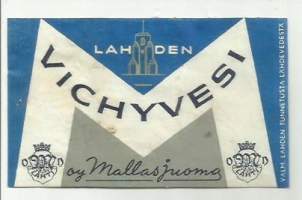 LAHDEN
VICHYVESI
oy Mallasjuoma
VALM. LAHDEN TUNNETUSTA LÄHDEVEDESTÄ